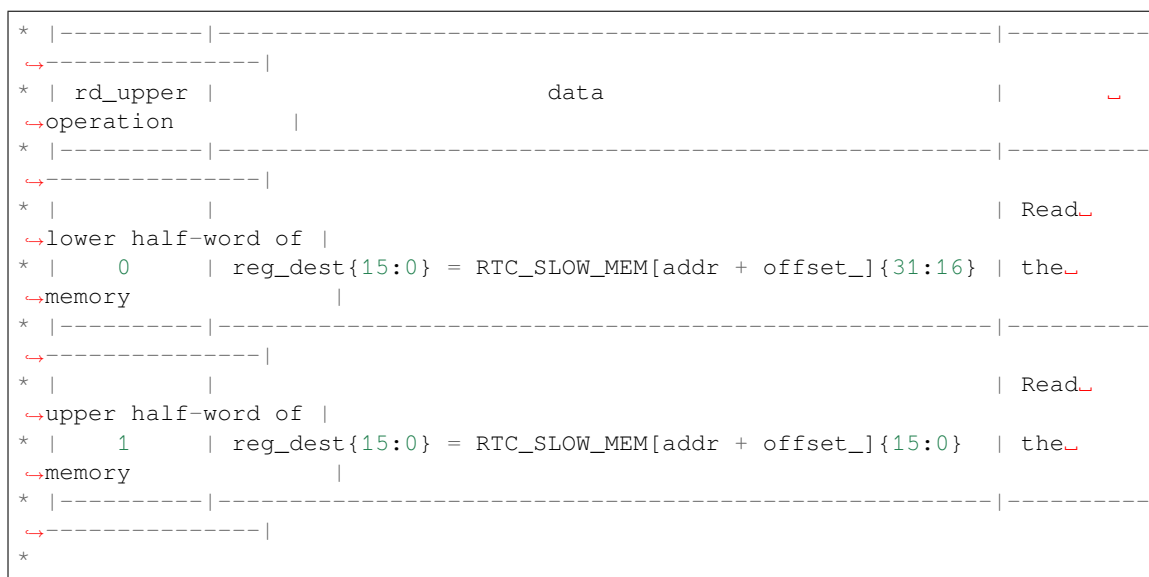 * |----------|------------------------------------------------------|----------
↪---------------|
* | rd_upper |                       data                           |       ␣
↪operation        |
* |----------|------------------------------------------------------|----------
↪---------------|
* |          |                                                      | Read␣
↪lower half-word of |
* |     0    | reg_dest{15:0} = RTC_SLOW_MEM[addr + offset_]{31:16} | the␣
↪memory              |
* |----------|------------------------------------------------------|----------
↪---------------|
* |          |                                                      | Read␣
↪upper half-word of |
* |     1    | reg_dest{15:0} = RTC_SLOW_MEM[addr + offset_]{15:0}  | the␣
↪memory              |
* |----------|------------------------------------------------------|----------
↪---------------|
*